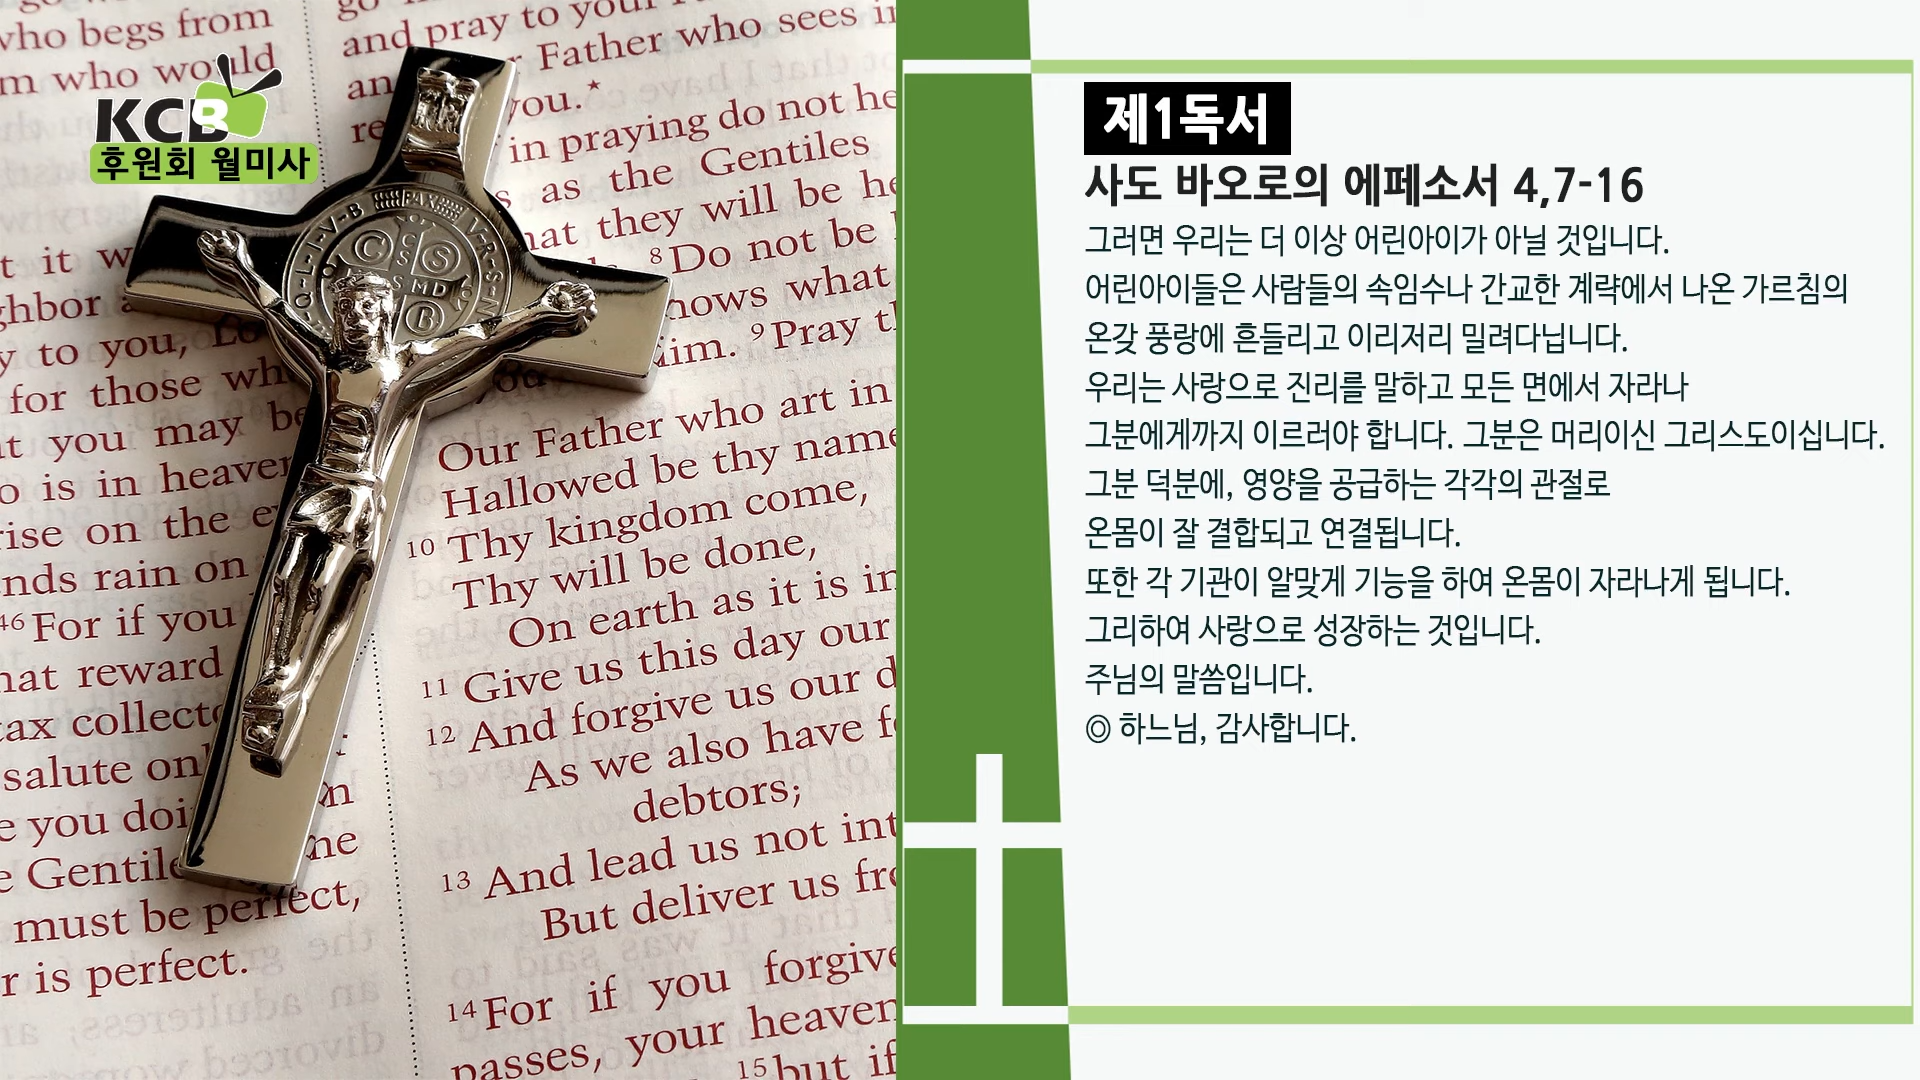 KCB
후원회 월미사
who begs from
m who would
t it w
ghbor a
y to you, Lo
for those wh
at you may be
o is in heaven
rise on the e
nds rain on
46 For if you
hat reward
tax collecto
salute on
e you doi
e Gentile
must be perfect,
r is perfect.
and pray to your F
Father who sees in
you.*
in praying do not he
as the Gentiles
hat they will be he
8 Do not be
nows what
him. 9 Pray th
Our Father who art in
Hallowed be thy name
10 Thy kingdom come,
Thy will be done,
On earth as it is in
11 Give us this day our
12 And forgive us our d
As we also have fo
debtors;
13 And lead us not int
But deliver us fro
14 For if you forgive
passes, your heaven
15 but if
V-R-S-N
PAX
C S
S M D
B
제1독서
사도 바오로의 에페소서 4,7-16
그러면 우리는 더 이상 어린아이가 아닐 것입니다.
어린아이들은 사람들의 속임수나 간교한 계략에서 나온 가르침의
온갖 풍랑에 흔들리고 이리저리 밀려다닙니다.
우리는 사랑으로 진리를 말하고 모든 면에서 자라나
그분에게까지 이르러야 합니다. 그분은 머리이신 그리스도이십니다.
그분 덕분에, 영양을 공급하는 각각의 관절로
온몸이 잘 결합되고 연결됩니다.
또한 각 기관이 알맞게 기능을 하여 온몸이 자라나게 됩니다.
그리하여 사랑으로 성장하는 것입니다.
주님의 말씀입니다.
◎ 하느님, 감사합니다.